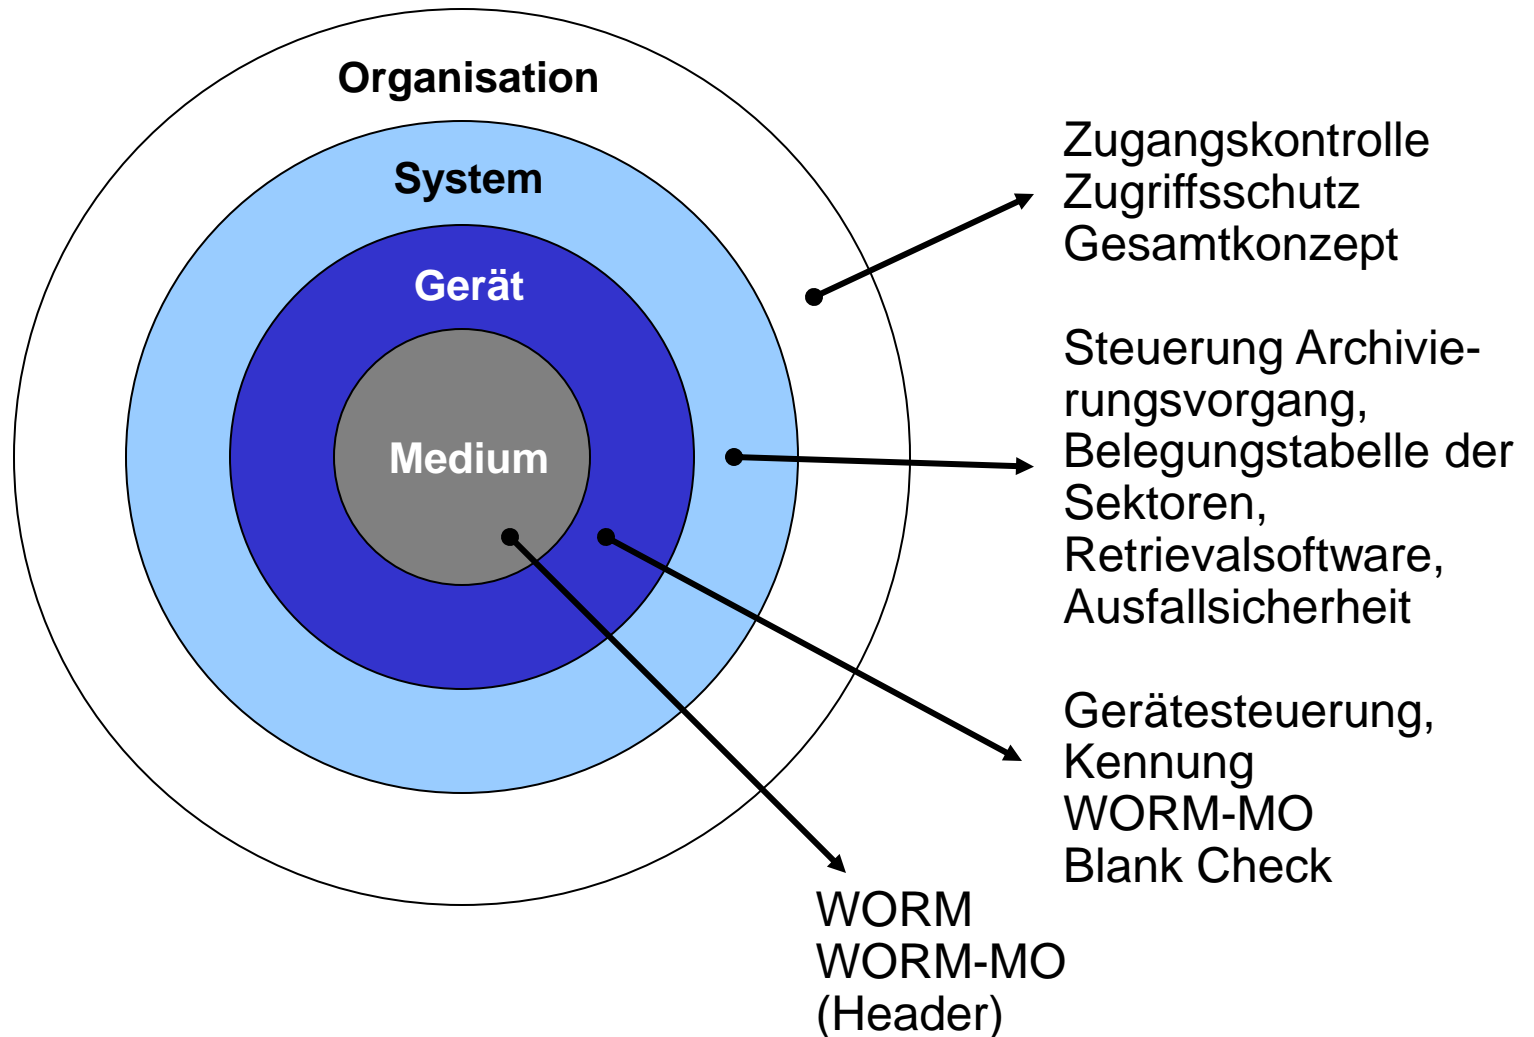 Organisation
System
Gerät
Medium
Zugangskontrolle
Zugriffsschutz
Gesamtkonzept
Steuerung Archivie-
rungsvorgang,
Belegungstabelle der
Sektoren,
Retrievalsoftware,
Ausfallsicherheit
Gerätesteuerung,
Kennung
WORM-MO
Blank Check
WORM
WORM-MO
(Header)